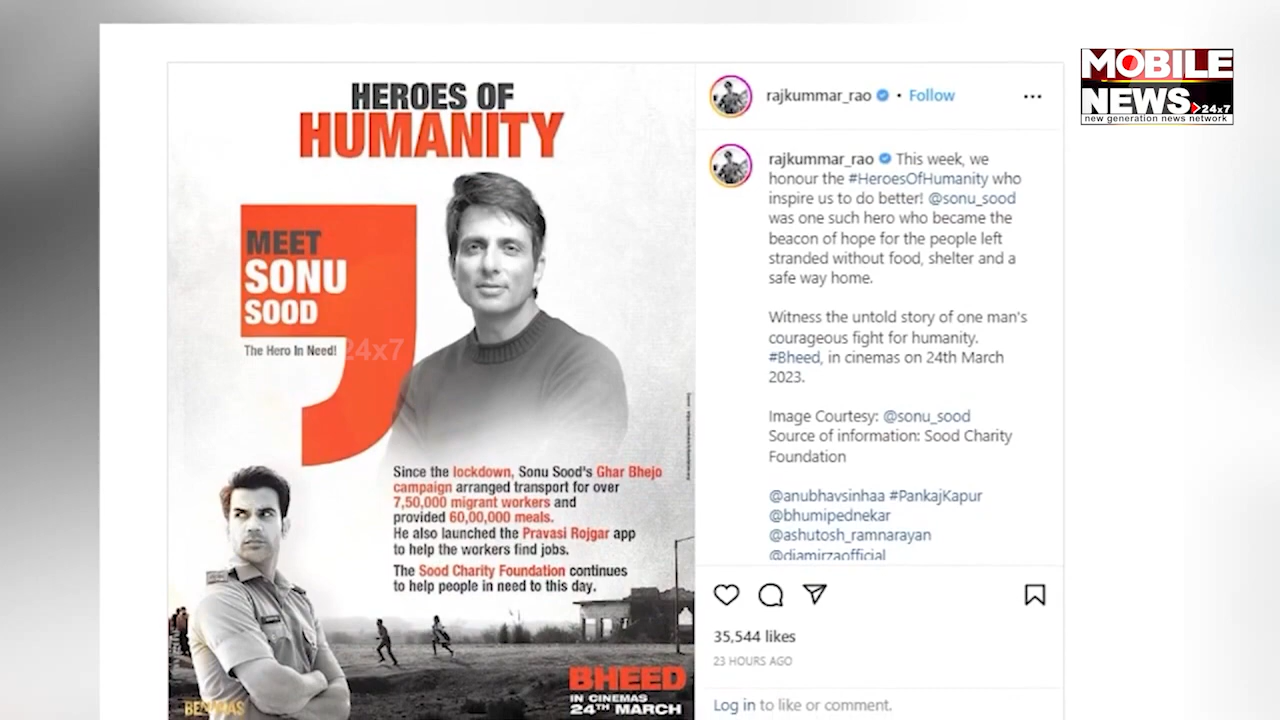 MOBILE
NEWS 24x7
new generation news network
HEROES OF
HUMANITY
MEET
SONU
SOOD
The Hero In Need!
24x7
Since the lockdown, Sonu Sood's Ghar Bhejo
campaign arranged transport for over
7,50,000 migrant workers and
provided 60,00,000 meals.
He also launched the Pravasi Rojgar app
to help the workers find jobs.
The Sood Charity Foundation continues
to help people in need to this day.
BHEED
IN CINEMAS
24TH MARCH
rajkummar_rao • Follow
rajkummar_rao This week, we
honour the #HeroesOfHumanity who
inspire us to do better! @sonu_sood
was one such hero who became the
beacon of hope for the people left
stranded without food, shelter and a
safe way home.
Witness the untold story of one man's
courageous fight for humanity.
#Bheed, in cinemas on 24th March
2023.
Image Courtesy: @sonu_sood
Source of information: Sood Charity
Foundation
@anubhavsinhaa #PankajKapur
@bhumipednekar
@ashutosh_ramnarayan
@diamirzaofficial
35,544 likes
23 HOURS AGO
Log in to like or comment.